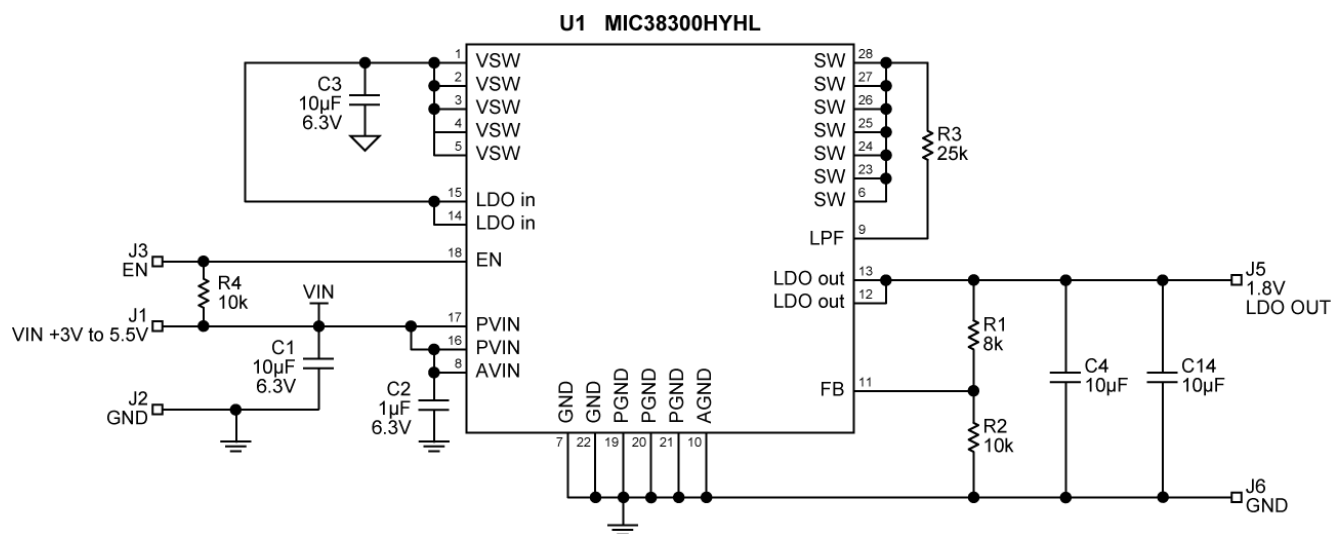 U1 MIC38300HYHL
1 VSW
2 VSW
3 VSW
4 VSW
5 VSW
C3
10µF
6.3V
15 LDO in
14 LDO in
J3
EN
18 EN
R4
10k
VIN
J1
VIN +3V to 5.5V
17 PVIN
16 PVIN
8 AVIN
C1
10µF
6.3V
C2
1µF
6.3V
J2
GND
GND
GND
PGND
PGND
PGND
AGND
7 22 19 20 21 10
SW 28
SW 27
SW 26
SW 25
SW 24
SW 23
SW 6
R3
25k
LPF 9
LDO out 13
LDO out 12
J5
1.8V
LDO OUT
R1
8k
FB 11
R2
10k
C4
10µF
C14
10µF
J6
GND